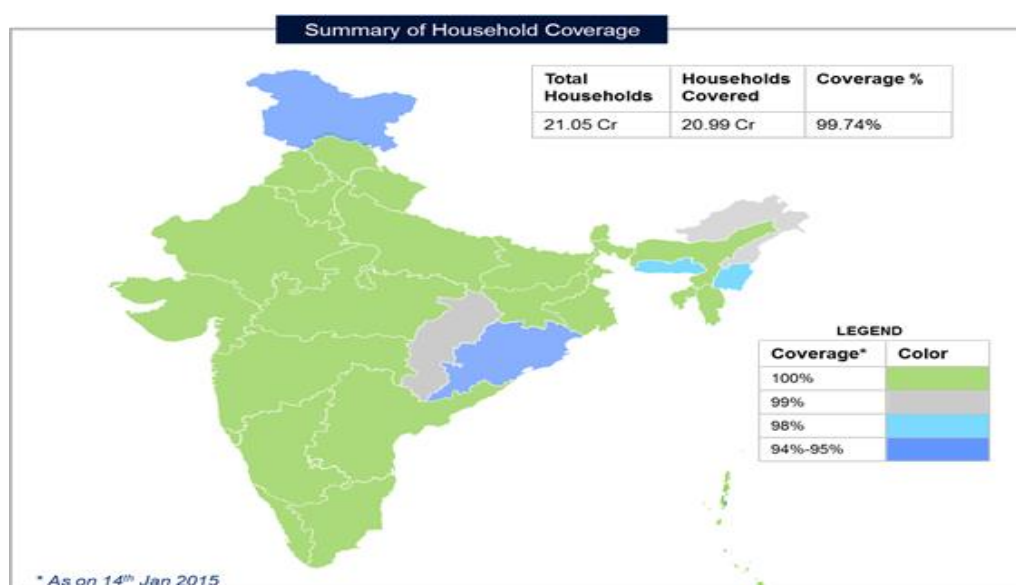 Summary of Household Coverage
Total Households Households Covered Coverage %
21.05 Cr 20.99 Cr 99.74%
LEGEND
Coverage* Color
100%
99%
98%
94%-95%
* As on 14th Jan 2015